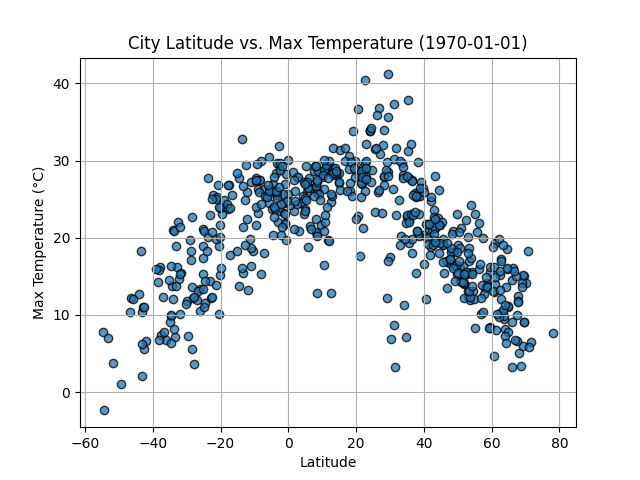 City Latitude vs. Max Temperature (1970-01-01)
Max Temperature (°C)
40
30
20
10
0
−60 −40 −20 0 20 40 60 80
Latitude